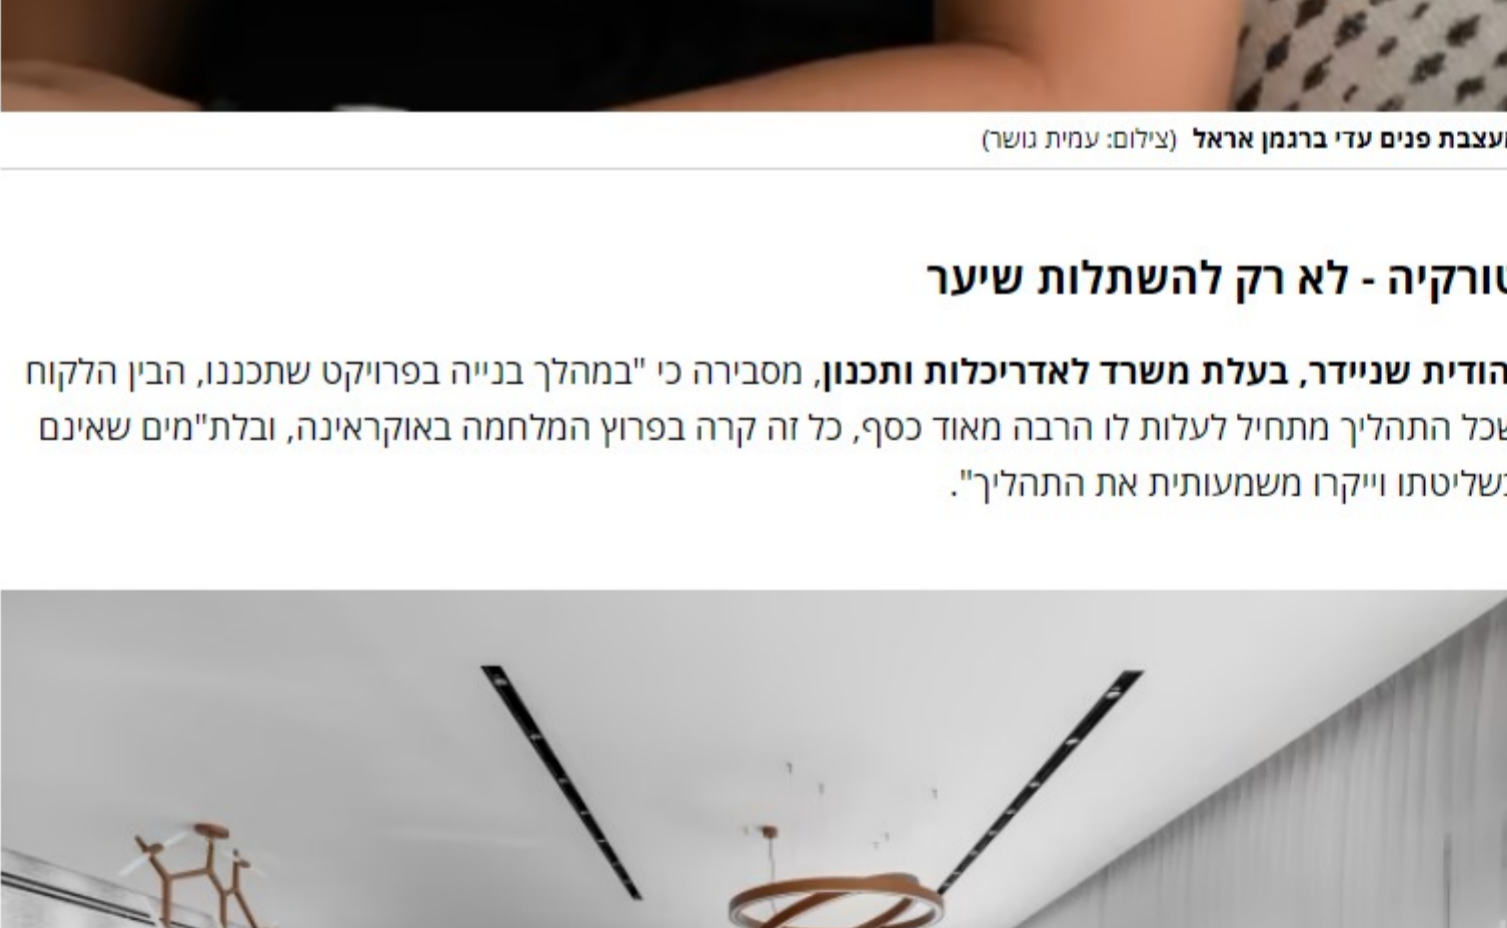 מעצבת פנים עדי ברגמן אראל (צילום: עמית גושר)
טורקיה - לא רק להשתלות שיער
יהודית שניידר, בעלת משרד לאדריכלות ותכנון, מסבירה כי "במהלך בנייה בפרויקט שתכננו, הבין הלקוח
שכל התהליך מתחיל לעלות לו הרבה מאוד כסף, כל זה קרה בפרוץ המלחמה באוקראינה, ובלת"מים שאינם
בשליטתו וייקרו משמעותית את התהליך".